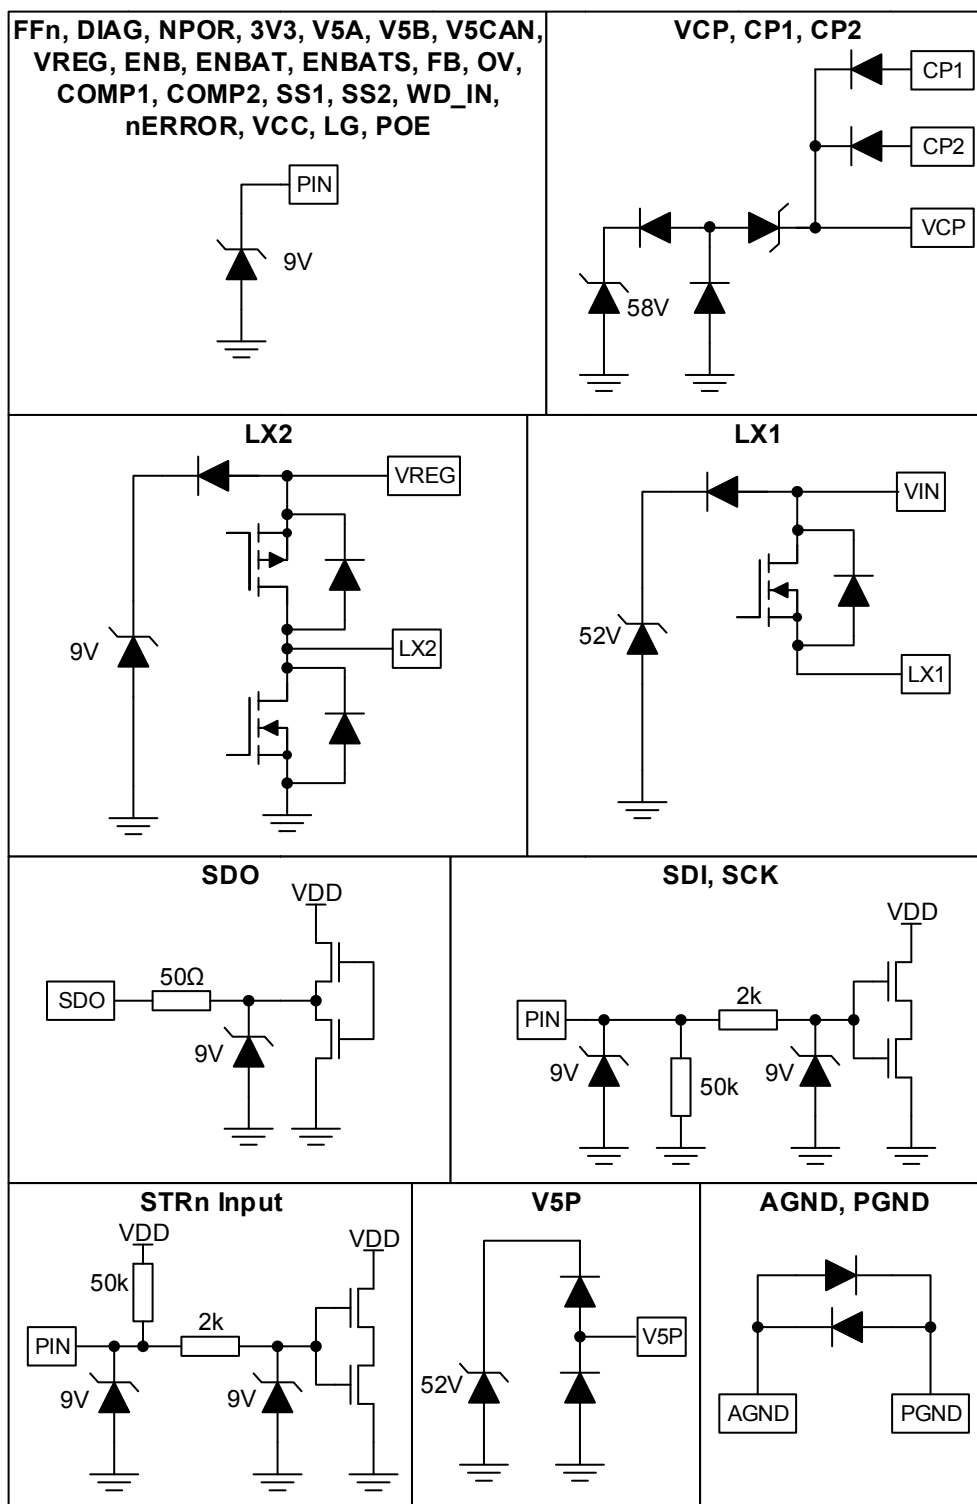 FFn, DIAG, NPOR, 3V3, V5A, V5B, V5CAN,
VREG, ENB, ENBAT, ENBATS, FB, OV,
COMP1, COMP2, SS1, SS2, WD_IN,
nERROR, VCC, LG, POE
PIN
9V
VCP, CP1, CP2
CP1
CP2
VCP
58V
LX2
VREG
LX2
9V
LX1
VIN
52V
LX1
SDO
VDD
50Ω
SDO
9V
SDI, SCK
VDD
2k
PIN
9V
50k
9V
STRn Input
VDD
VDD
50k
2k
PIN
9V
9V
V5P
V5P
52V
AGND, PGND
AGND
PGND